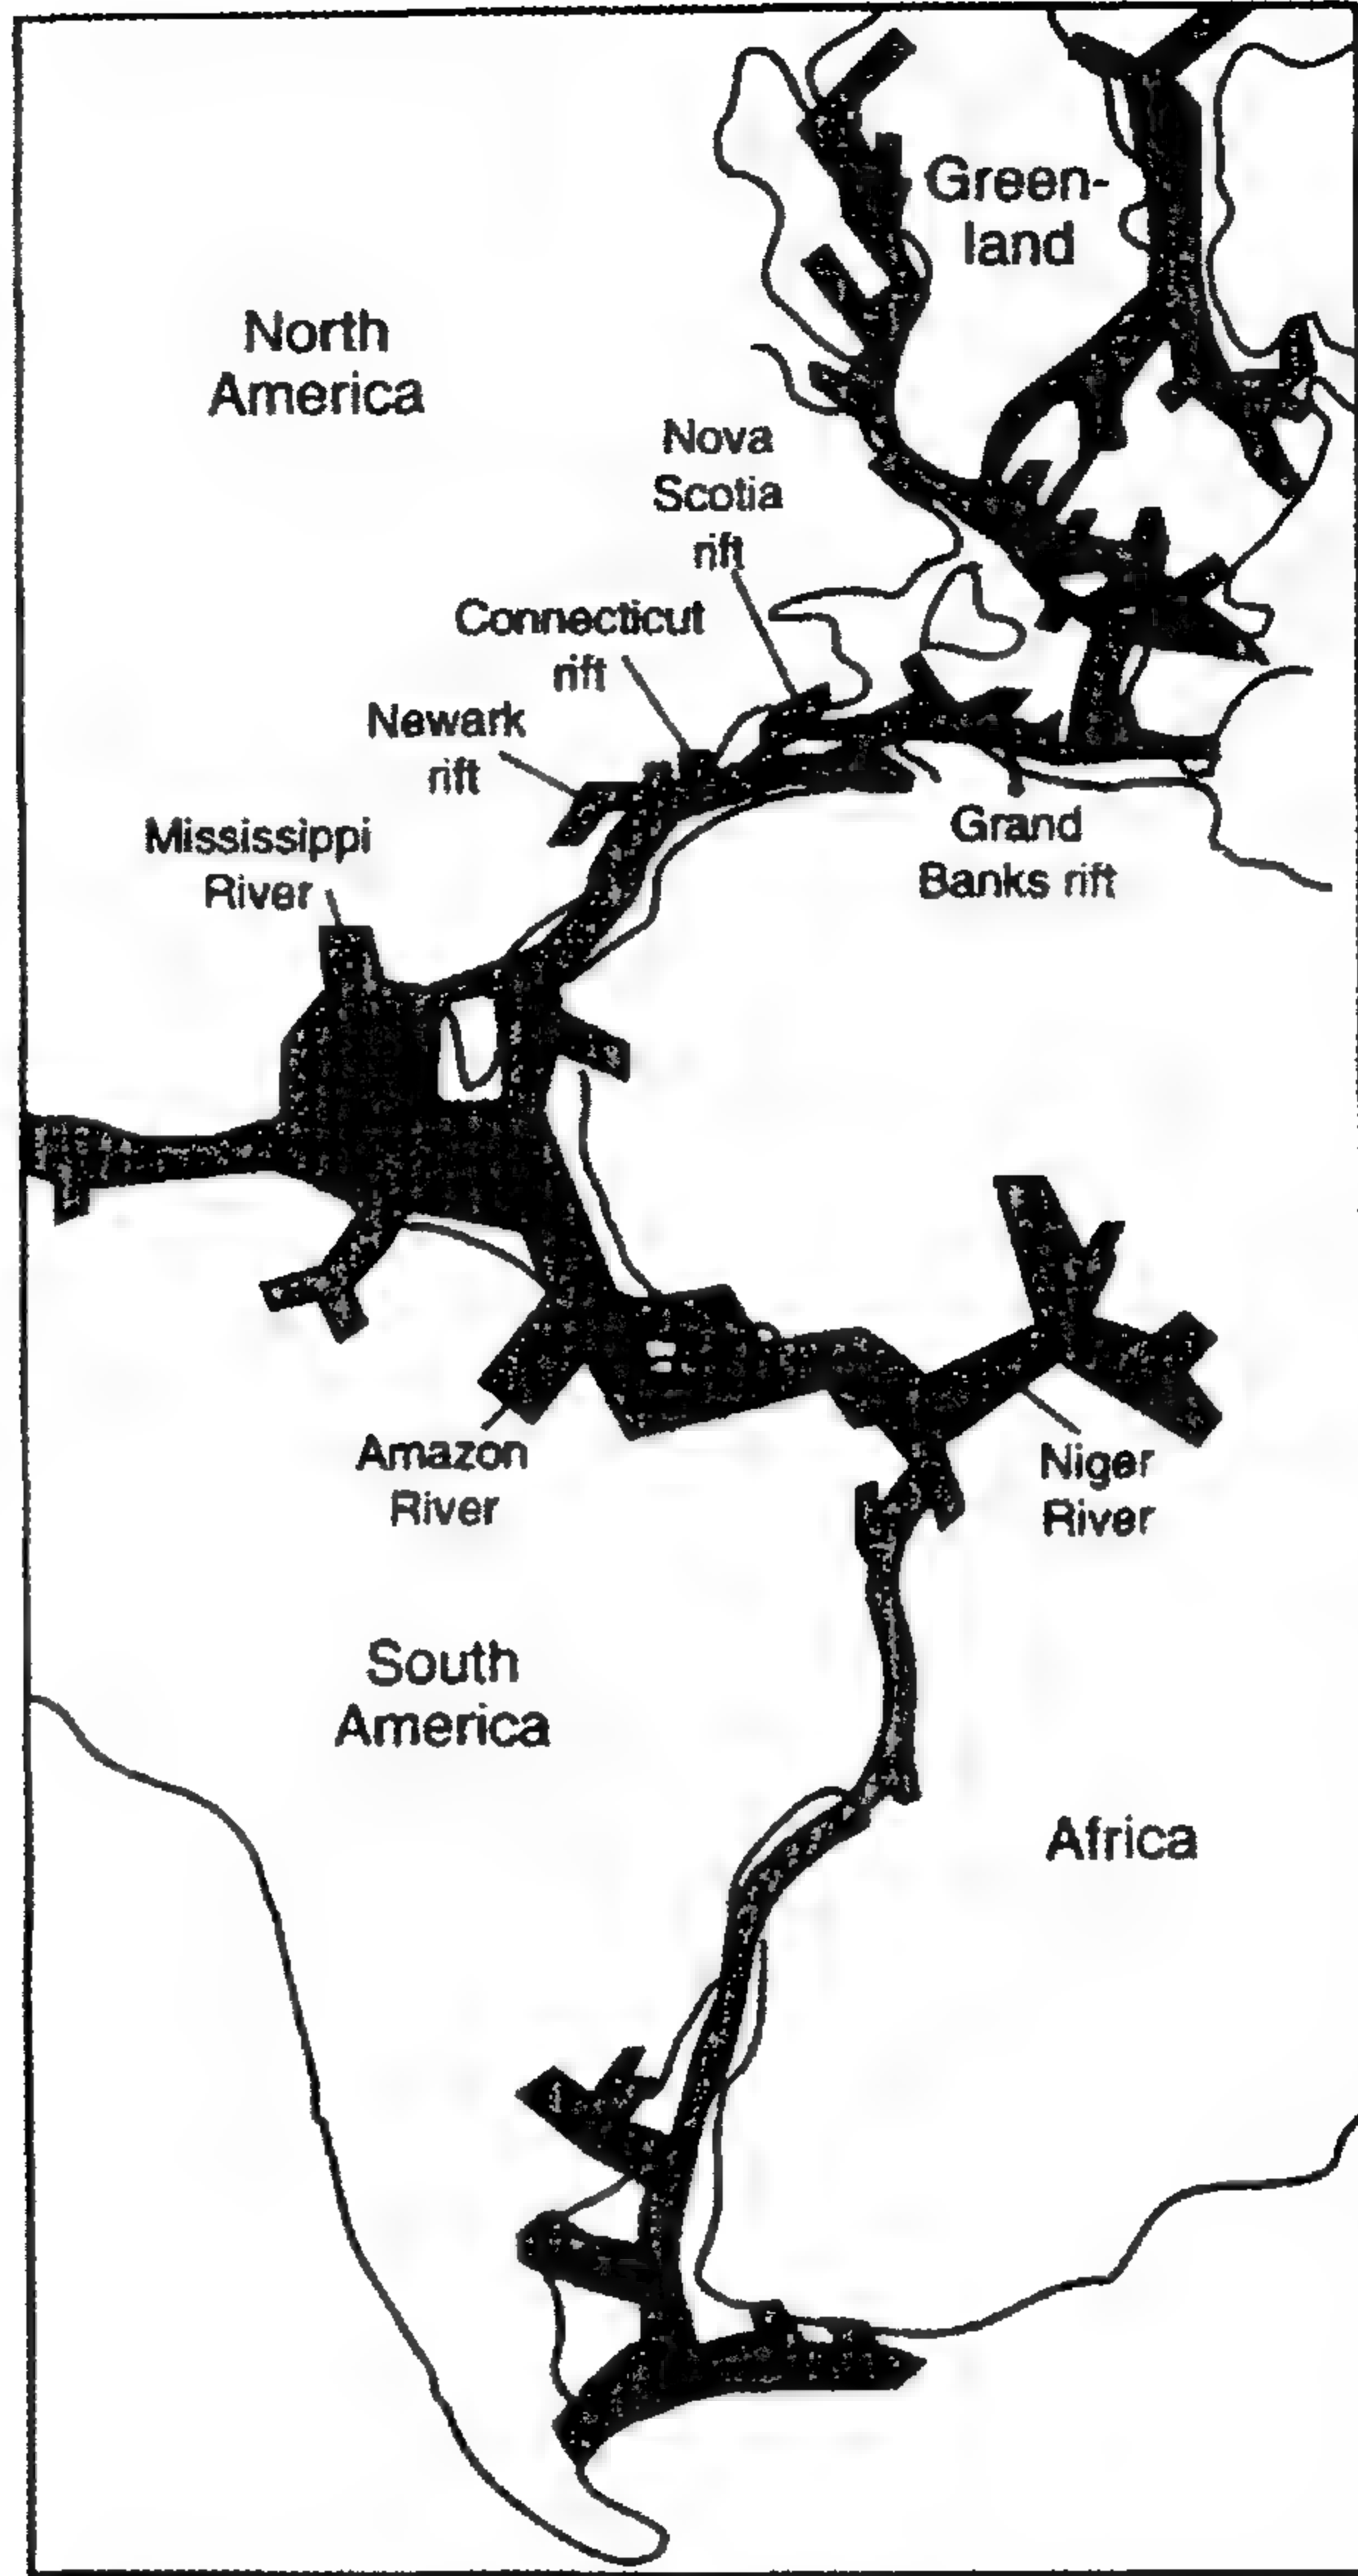 Green-
land
North
America
Nova
Scotia
rift
Connecticut
rift
Newark
rift
Mississippi
River
Grand
Banks rift
Amazon
River
Niger
River
South
America
Africa